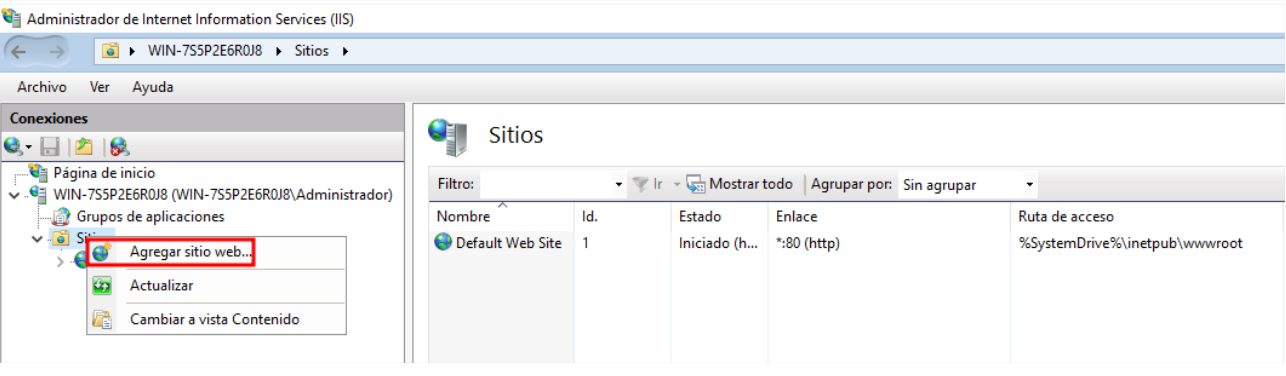 Administrador de Internet Information Services (IIS)
WIN-7S5P2E6R0J8 Sitios
Archivo Ver Ayuda
Conexiones
Página de inicio
WIN-7S5P2E6R0J8 (WIN-7S5P2E6R0J8\Administrador)
Grupos de aplicaciones
Agregar sitio web...
Actualizar
Cambiar a vista Contenido
Sitios
Filtro: Ir Mostrar todo Agrupar por: Sin agrupar
Nombre Id. Estado Enlace Ruta de acceso
Default Web Site 1 Iniciado (h... *:80 (http) %SystemDrive%\inetpub\wwwroot